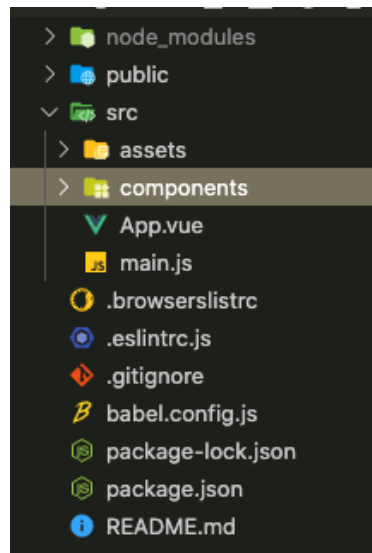 node_modules
public
src
assets
components
App.vue
main.js
.browserslistrc
.eslintrc.js
.gitignore
babel.config.js
package-lock.json
package.json
README.md